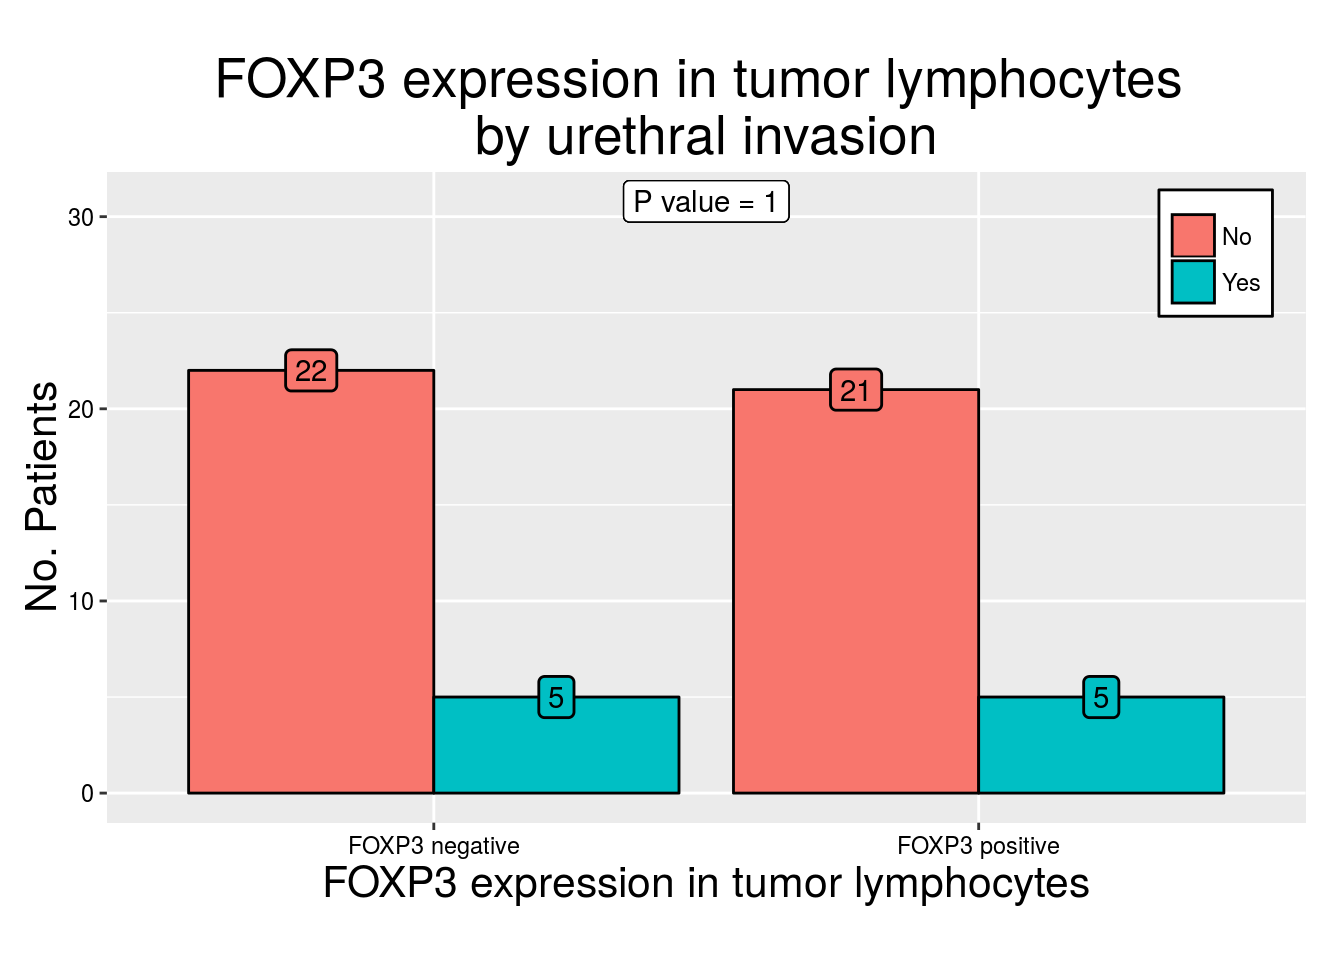 FOXP3 expression in tumor lymphocytes
by urethral invasion
P value = 1
No
Yes
No. Patients
30
20
10
0
22
5
21
5
FOXP3 negative
FOXP3 positive
FOXP3 expression in tumor lymphocytes